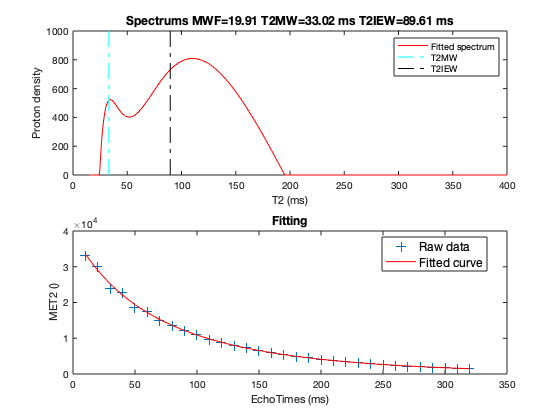 Spectrums MWF=19.91 T2MW=33.02 ms T2IEW=89.61 ms
1000
800
600
400
200
0
Proton density
Fitted spectrum
T2MW
T2IEW
0 50 100 150 200 250 300 350 400
T2 (ms)
Fitting
×10^4
4
3
2
1
0
MET2 ()
Raw data
Fitted curve
0 50 100 150 200 250 300 350
EchoTimes (ms)